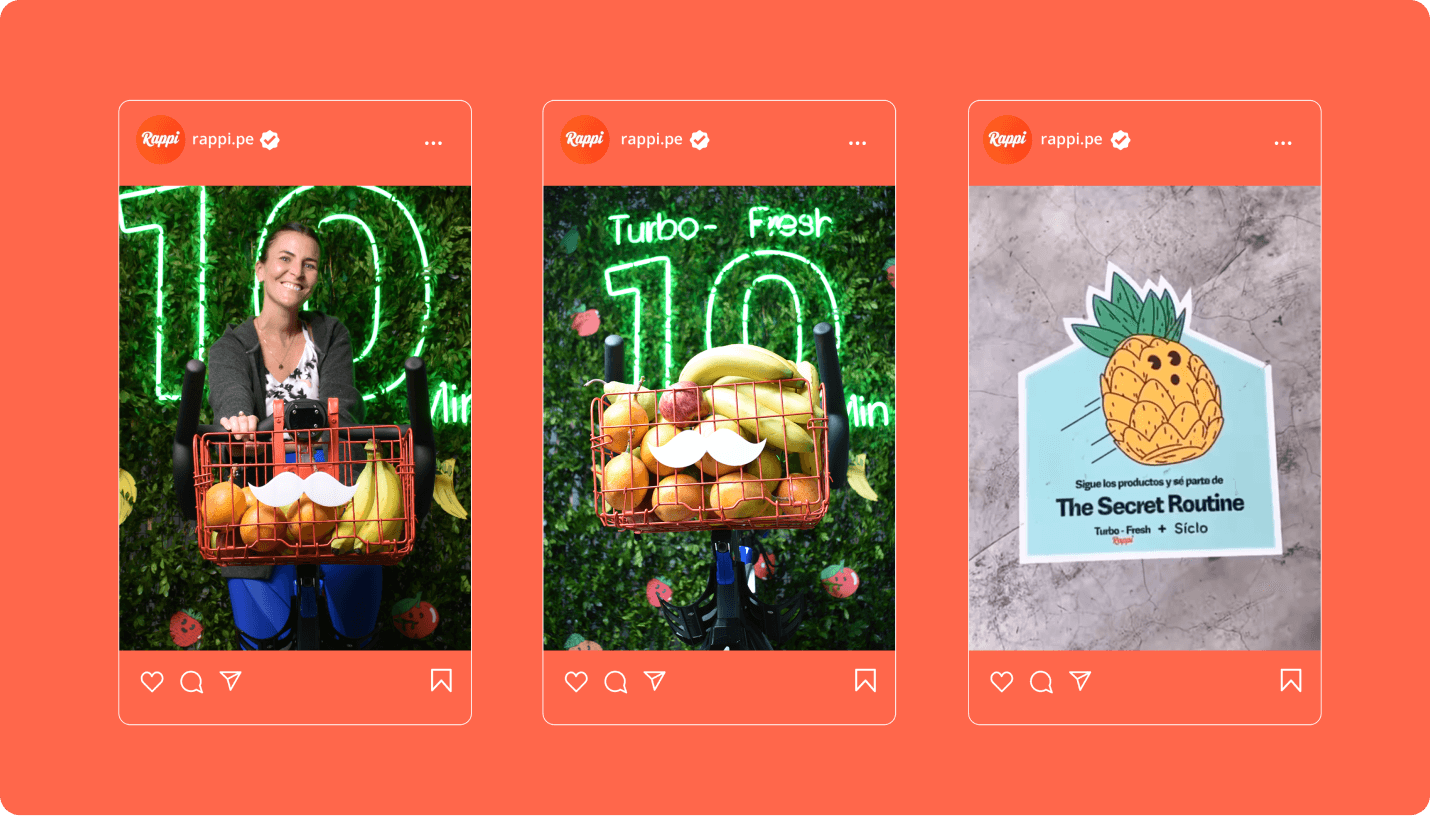 Rappi rappi.pe
10
Min
Rappi rappi.pe
Turbo- Fresh
10
Min
Rappi rappi.pe
Sigue los productos y sé parte de
The Secret Routine
Turbo - Fresh + Síclo
Rappi